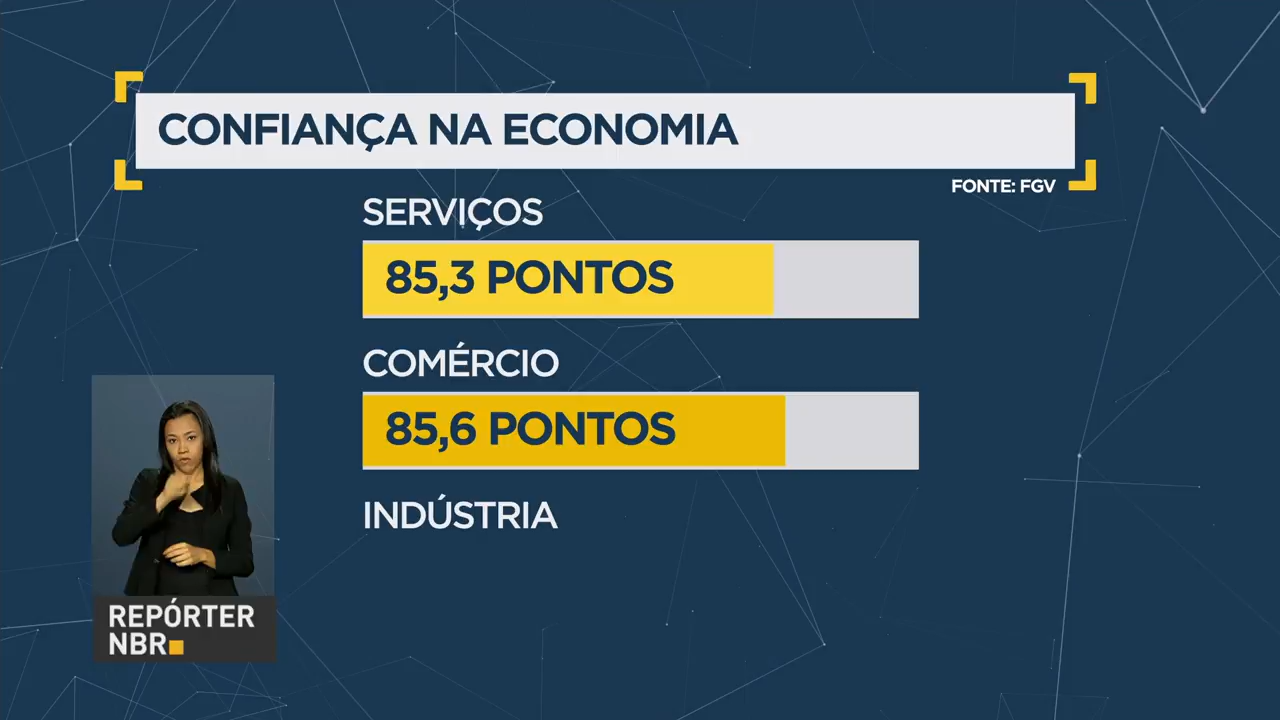 CONFIANÇA NA ECONOMIA
FONTE: FGV
SERVIÇOS
85,3 PONTOS
COMÉRCIO
85,6 PONTOS
INDÚSTRIA
REPÓRTER
NBR